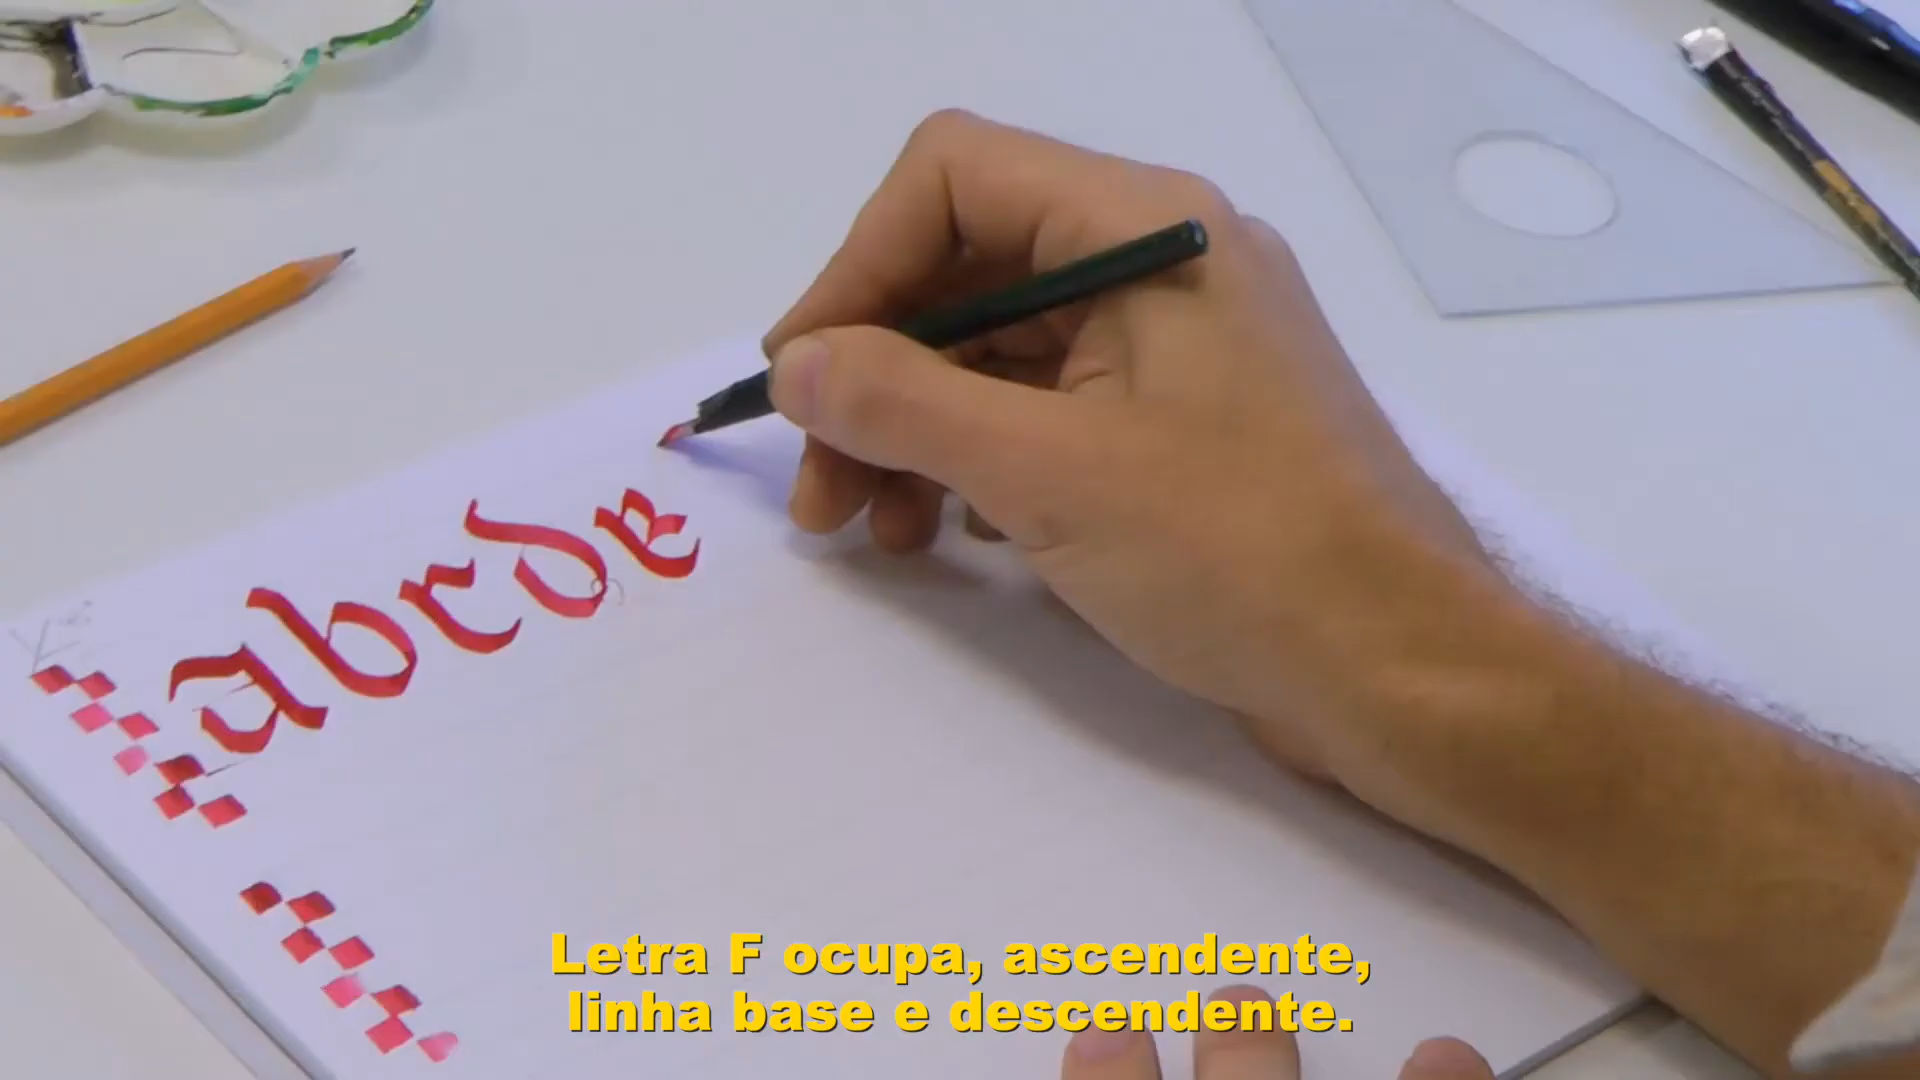 abcde
Letra F ocupa, ascendente,
linha base e descendente.